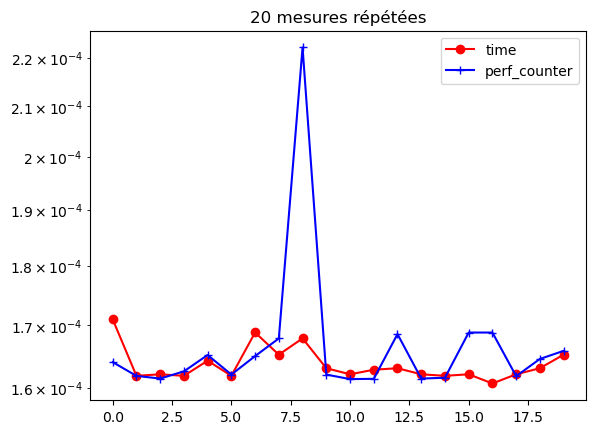 20 mesures répétées
time
perf_counter
2.2 × 10⁻⁴
2.1 × 10⁻⁴
2 × 10⁻⁴
1.9 × 10⁻⁴
1.8 × 10⁻⁴
1.7 × 10⁻⁴
1.6 × 10⁻⁴
0.0 2.5 5.0 7.5 10.0 12.5 15.0 17.5